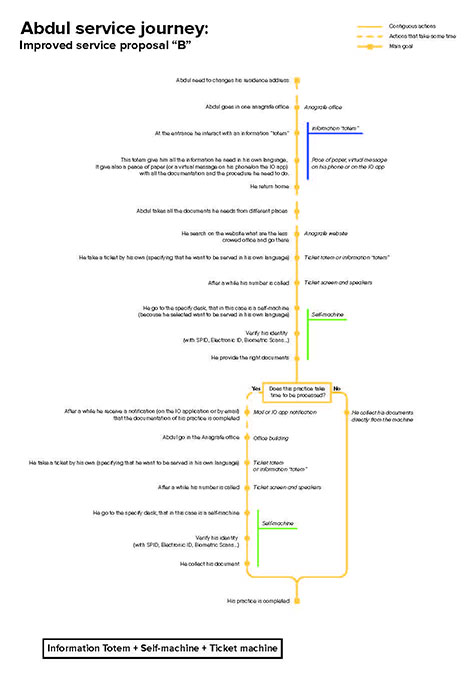 Abdul service journey:
Improved service proposal "B"
Contiguous actions
Actions that take some time
Main goal
Abdul need to changes his residence address
Abdul goes in one anagrafe office
Anagrafe office
At the entrance he interact with an information "totem"
Information "totem"
This totem give him all the information he need in his own language,
It give also a peace of paper (or a virtual message on his phone/on the IO app)
with all the documentation and the procedure he need to do.
Pace of paper, virtual message
on his phone or on the IO app
He return home
Abdul takes all the documents he needs from different places
He search on the website what are the less
crowed office and go there
Anagrafe website
He take a ticket by his own (specifying that he want to be served in his own language)
Ticket totem or information "totem"
After a while his number is called
Ticket screen and speakers
He go to the specify desk, that in this case is a self-machine
(because he selected want to be served in his own language)
Self-machine
Verify his identity
(with SPID, Electronic ID, Biometric Scans...)
He provide the right documents
Yes
Does this practice take
time to be processed?
No
After a while he receive a notification (on the IO application or by email)
that the documentation of his practice is completed
Mail or IO app notification
He collect his documents
directly from the machine
Abdul go in the Anagrafe office
Office building
He take a ticket by his own (specifying that he want to be served in his own language)
Ticket totem
or information "totem"
After a while his number is called
Ticket screen and speakers
He go to the specify desk, that in this case is a self-machine
Self-machine
Verify his identity
(with SPID, Electronic ID, Biometric Scans...)
He collect his document
His practice is completed
Information Totem + Self-machine + Ticket machine